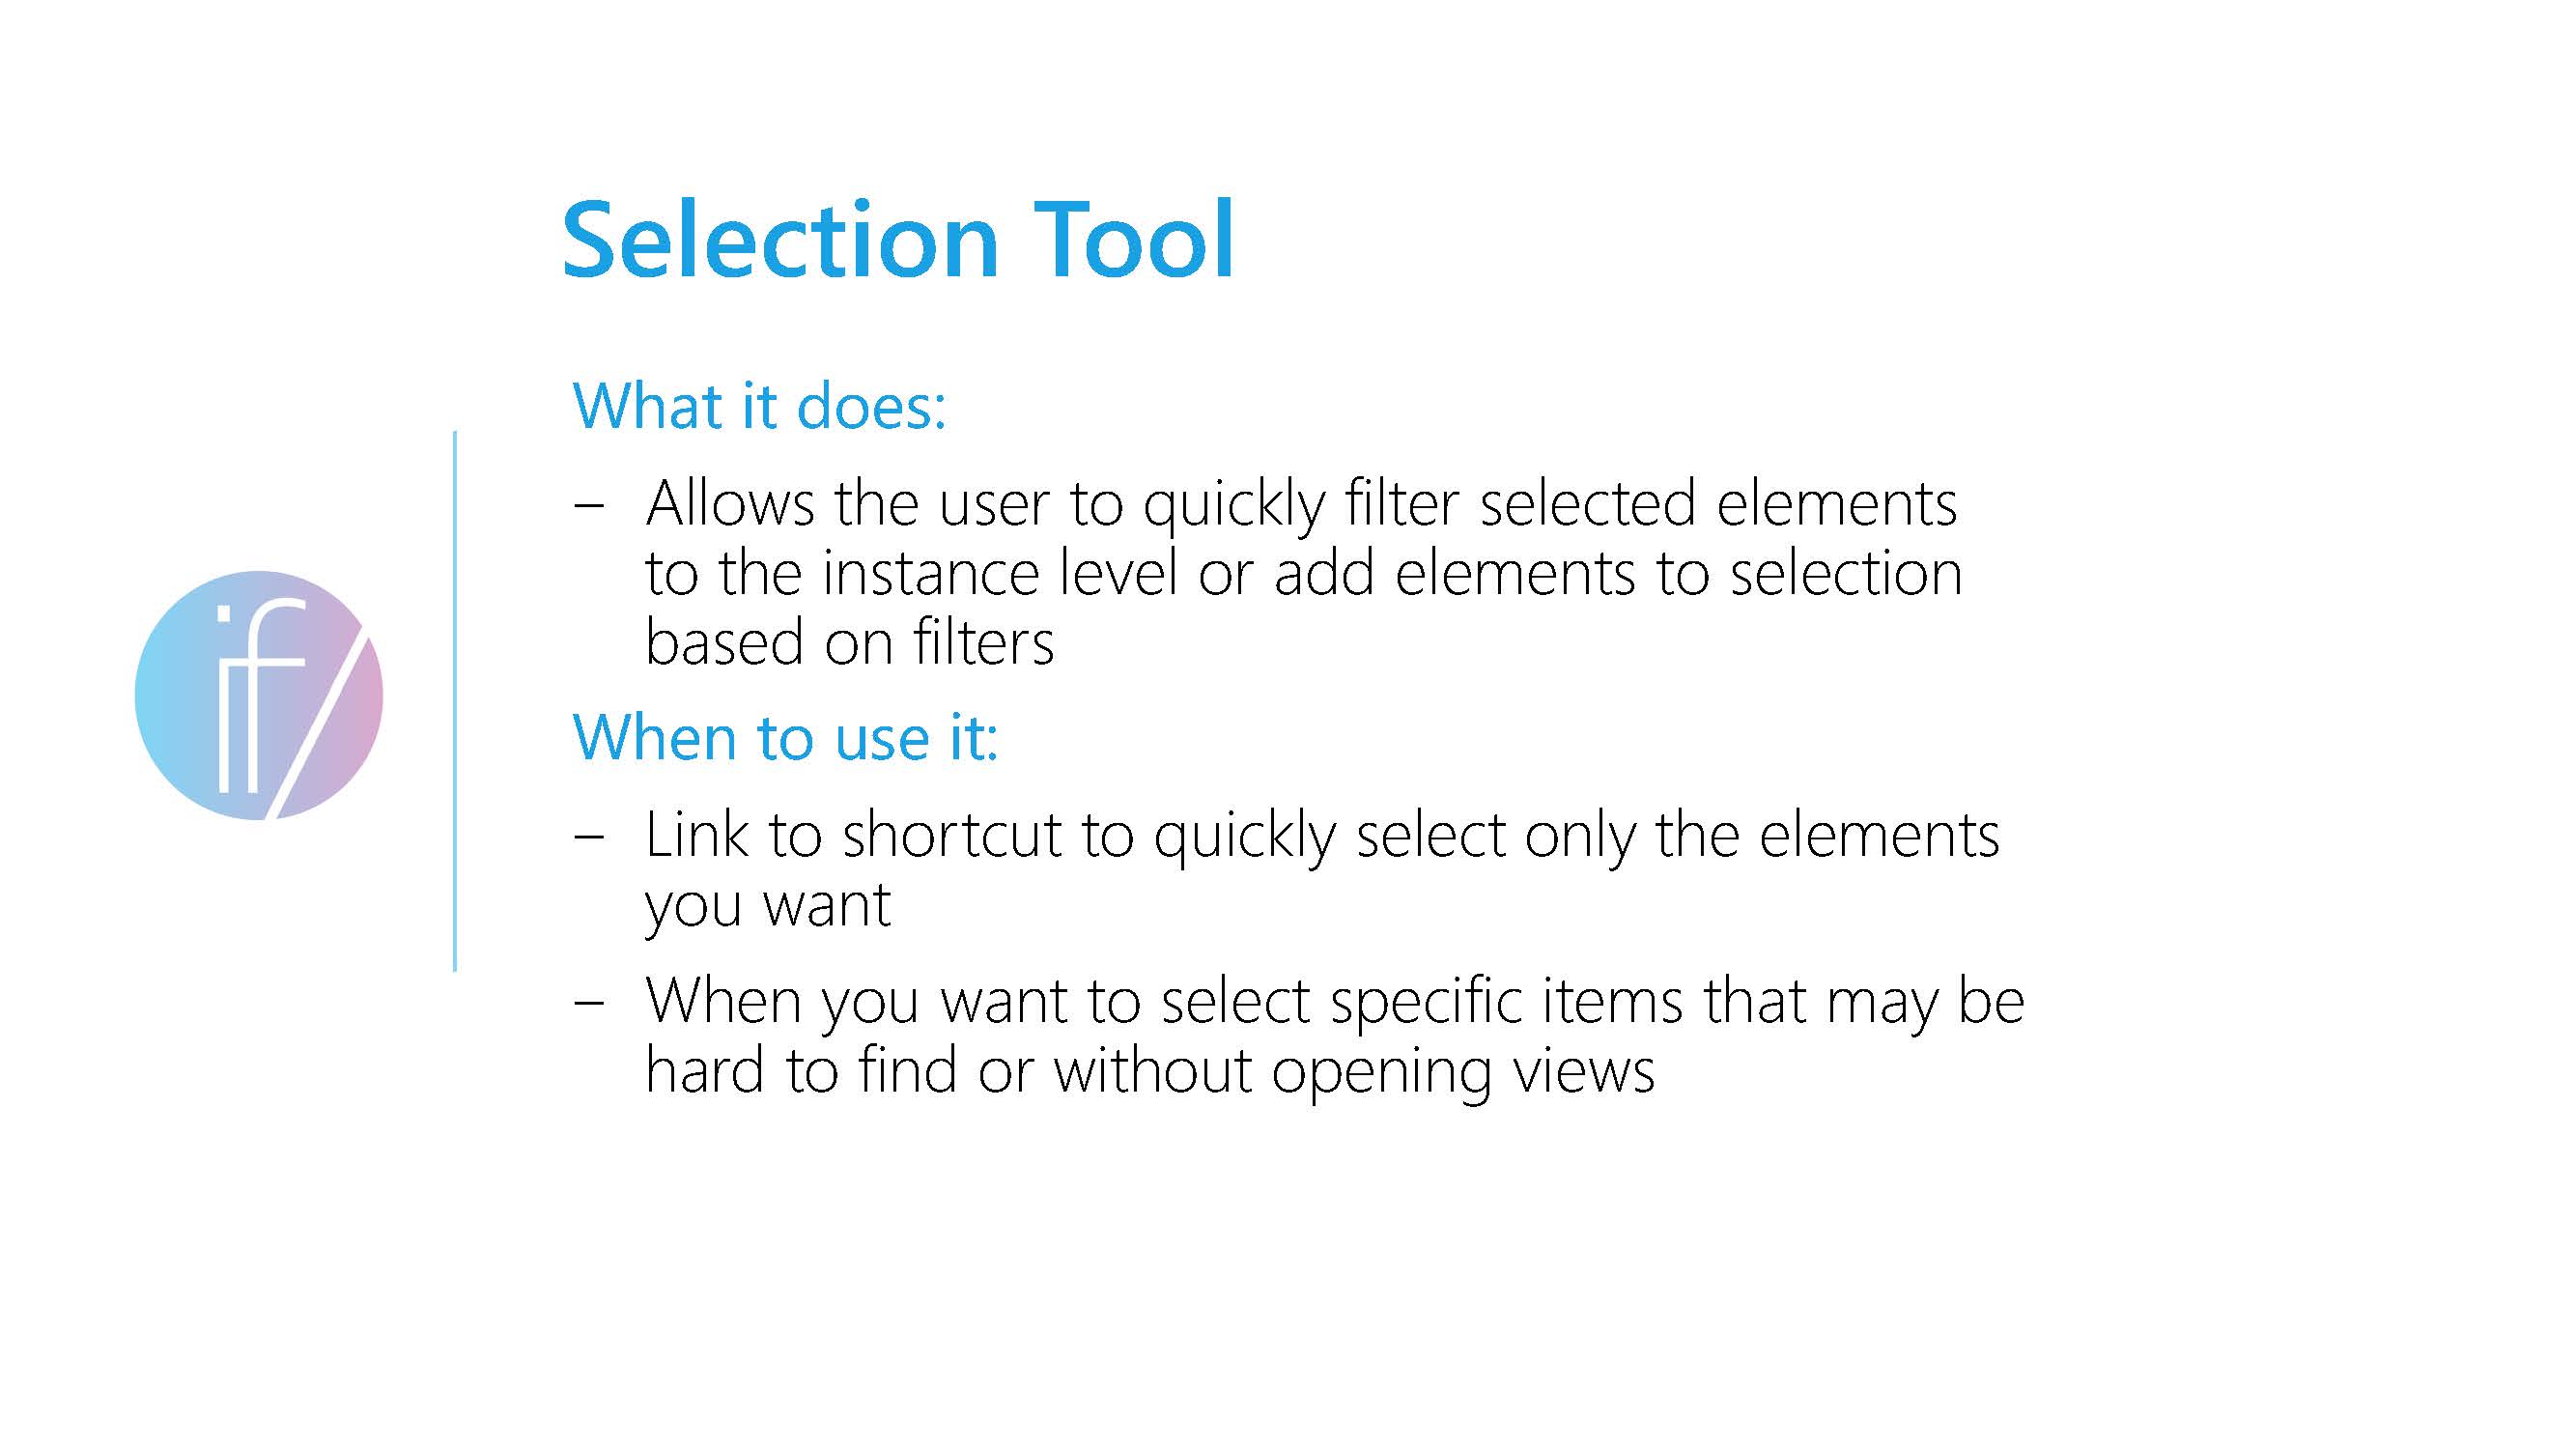 Selection Tool
What it does:
– Allows the user to quickly filter selected elements
to the instance level or add elements to selection
based on filters
if/
When to use it:
– Link to shortcut to quickly select only the elements
you want
– When you want to select specific items that may be
hard to find or without opening views